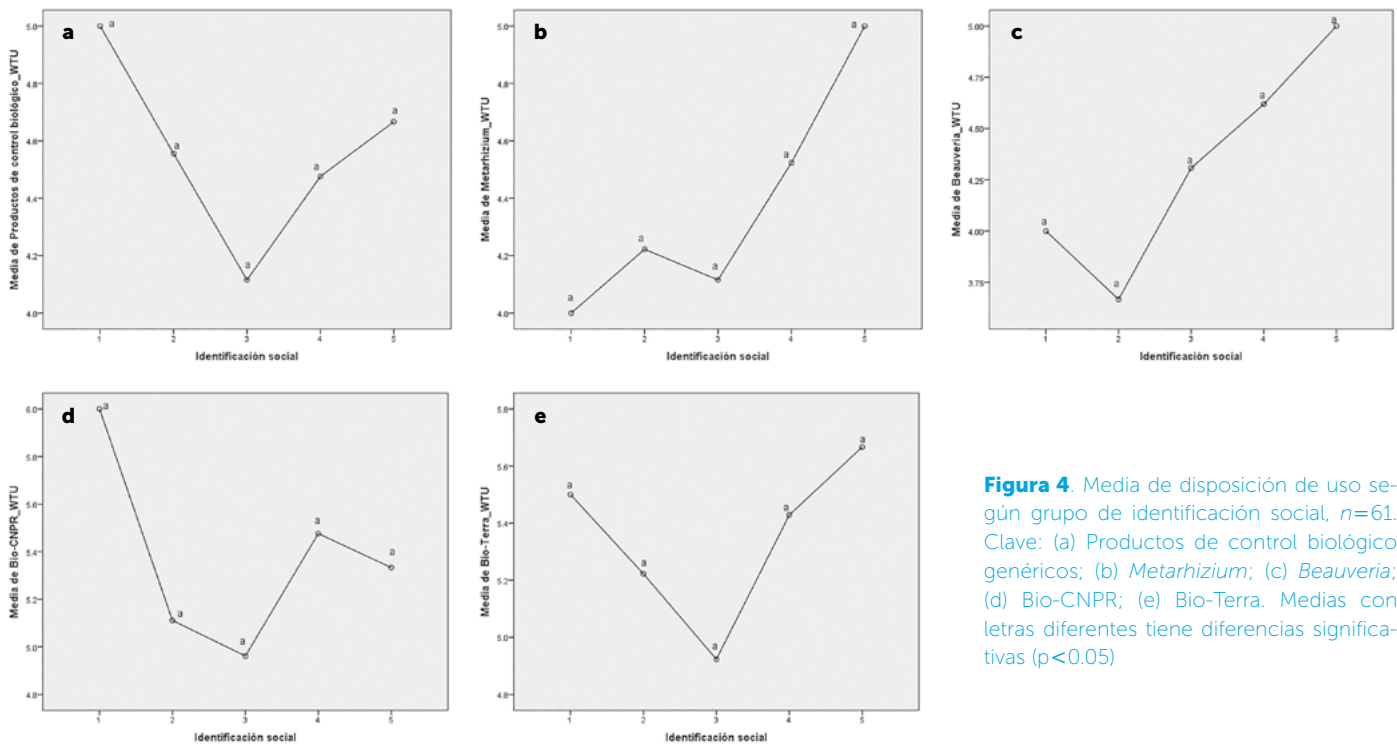 a
Media de Productos de control biológico_WTU
5.0
4.8
4.6
4.4
4.2
4.0
a
a
a
a
a
1 2 3 4 5
Identificación social
b
Media de Metarhizium_WTU
5.0
4.8
4.6
4.4
4.2
4.0
a
a
a
a
a
1 2 3 4 5
Identificación social
c
Media de Beauveria_WTU
5.00
4.75
4.50
4.25
4.00
3.75
a
a
a
a
a
1 2 3 4 5
Identificación social
d
Media de Bio-CNPR_WTU
6.0
5.8
5.6
5.4
5.2
5.0
4.8
a
a
a
a
a
1 2 3 4 5
Identificación social
e
Media de Bio-Terra_WTU
5.8
5.6
5.4
5.2
5.0
4.8
a
a
a
a
a
1 2 3 4 5
Identificación social
Figura 4. Media de disposición de uso se-
gún grupo de identificación social, n=61.
Clave: (a) Productos de control biológico
genéricos; (b) Metarhizium; (c) Beauveria;
(d) Bio-CNPR; (e) Bio-Terra. Medias con
letras diferentes tiene diferencias significa-
tivas (p<0.05)